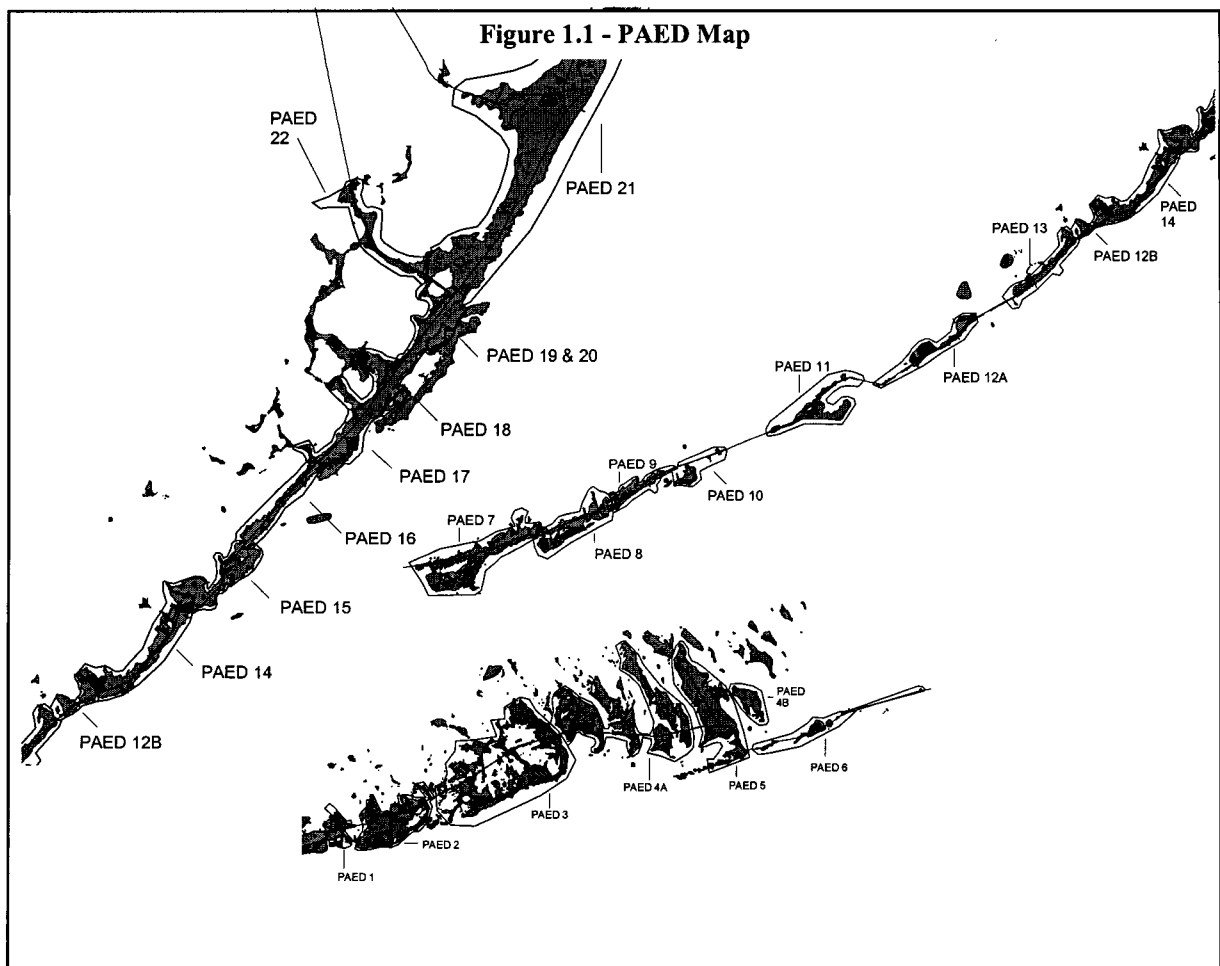 Figure 1.1 - PAED Map
PAED
22
PAED 21
PAED 19 & 20
PAED 18
PAED 17
PAED 16
PAED 15
PAED 14
PAED 12B
PAED
14
PAED 13
PAED 12B
PAED 12A
PAED 11
PAED 10
PAED 9
PAED 8
PAED 7
PAED
4B
PAED 6
PAED 5
PAED 4A
PAED 3
PAED 2
PAED 1